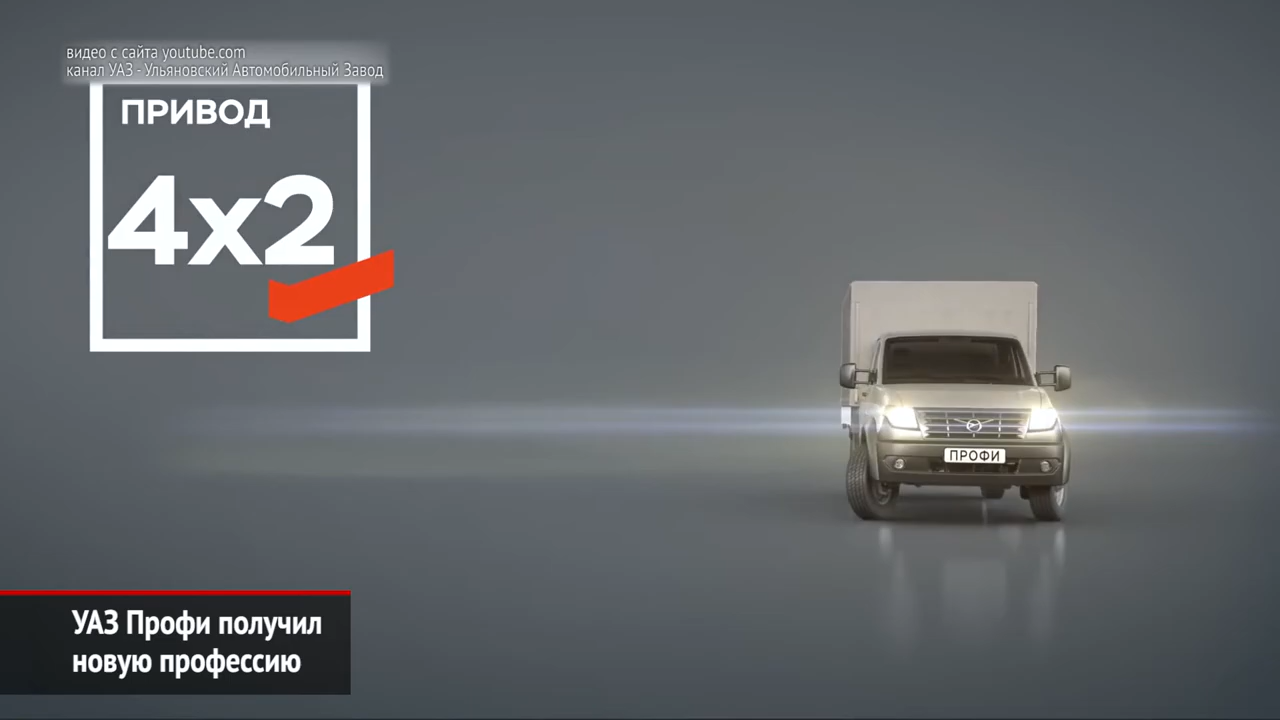 видео с сайта youtube.com
канал УАЗ - Ульяновский Автомобильный Завод
ПРИВОД
4x2
ПРОФИ
УАЗ Профи получил
новую профессию